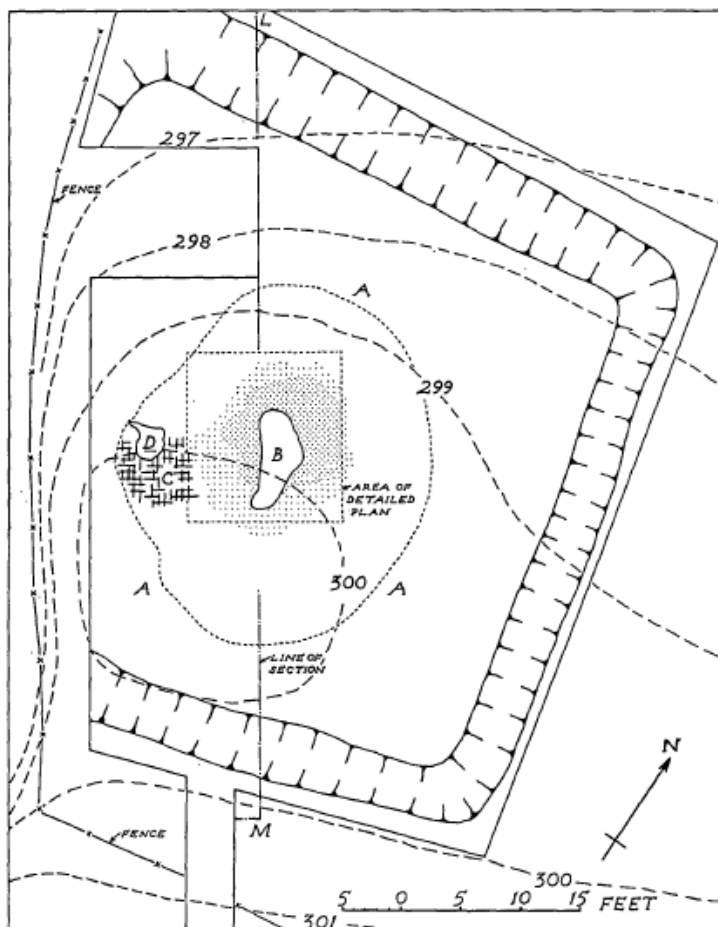 L
297
FENCE
298
A
299
D
B
C
AREA OF
DETAILED
PLAN
300
A
A
LINE OF
SECTION
N
M
FENCE
300
301
5 0 5 10 15 FEET